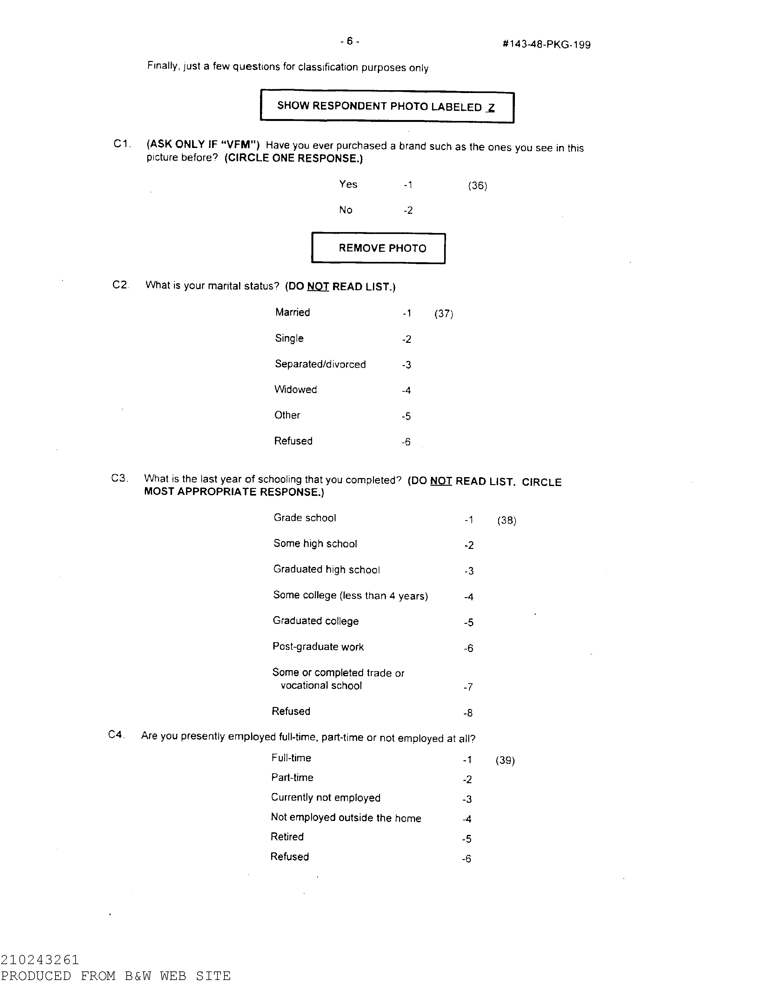 - 6 -
#143-48-PKG-199
Finally, just a few questions for classification purposes only
SHOW RESPONDENT PHOTO LABELED Z
C1. (ASK ONLY IF "VFM") Have you ever purchased a brand such as the ones you see in this
picture before? (CIRCLE ONE RESPONSE.)
Yes -1 (36)
No -2
REMOVE PHOTO
C2. What is your marital status? (DO NOT READ LIST.)
Married -1 (37)
Single -2
Separated/divorced -3
Widowed -4
Other -5
Refused -6
C3. What is the last year of schooling that you completed? (DO NOT READ LIST. CIRCLE
MOST APPROPRIATE RESPONSE.)
Grade school -1 (38)
Some high school -2
Graduated high school -3
Some college (less than 4 years) -4
Graduated college -5
Post-graduate work -6
Some or completed trade or
vocational school -7
Refused -8
C4. Are you presently employed full-time, part-time or not employed at all?
Full-time -1 (39)
Part-time -2
Currently not employed -3
Not employed outside the home -4
Retired -5
Refused -6
210243261
PRODUCED FROM B&W WEB SITE